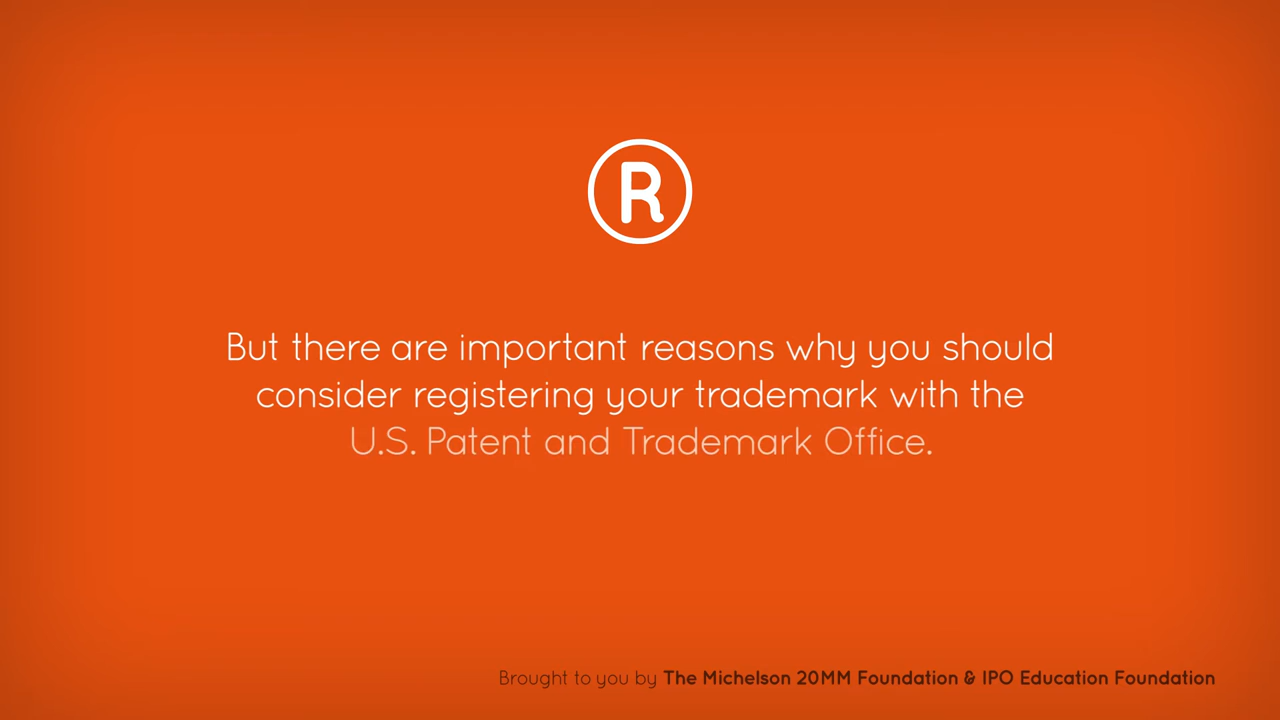 ®
But there are important reasons why you should
consider registering your trademark with the
U.S. Patent and Trademark Office.
Brought to you by The Michelson 20MM Foundation & IPO Education Foundation